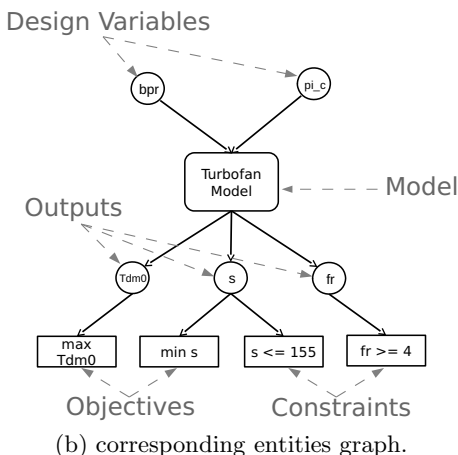 Design Variables
bpr
pi_c
Turbofan
Model
Model
Outputs
Tdm0
s
fr
max
Tdm0
min s
s <= 155
fr >= 4
Objectives
Constraints
(b) corresponding entities graph.